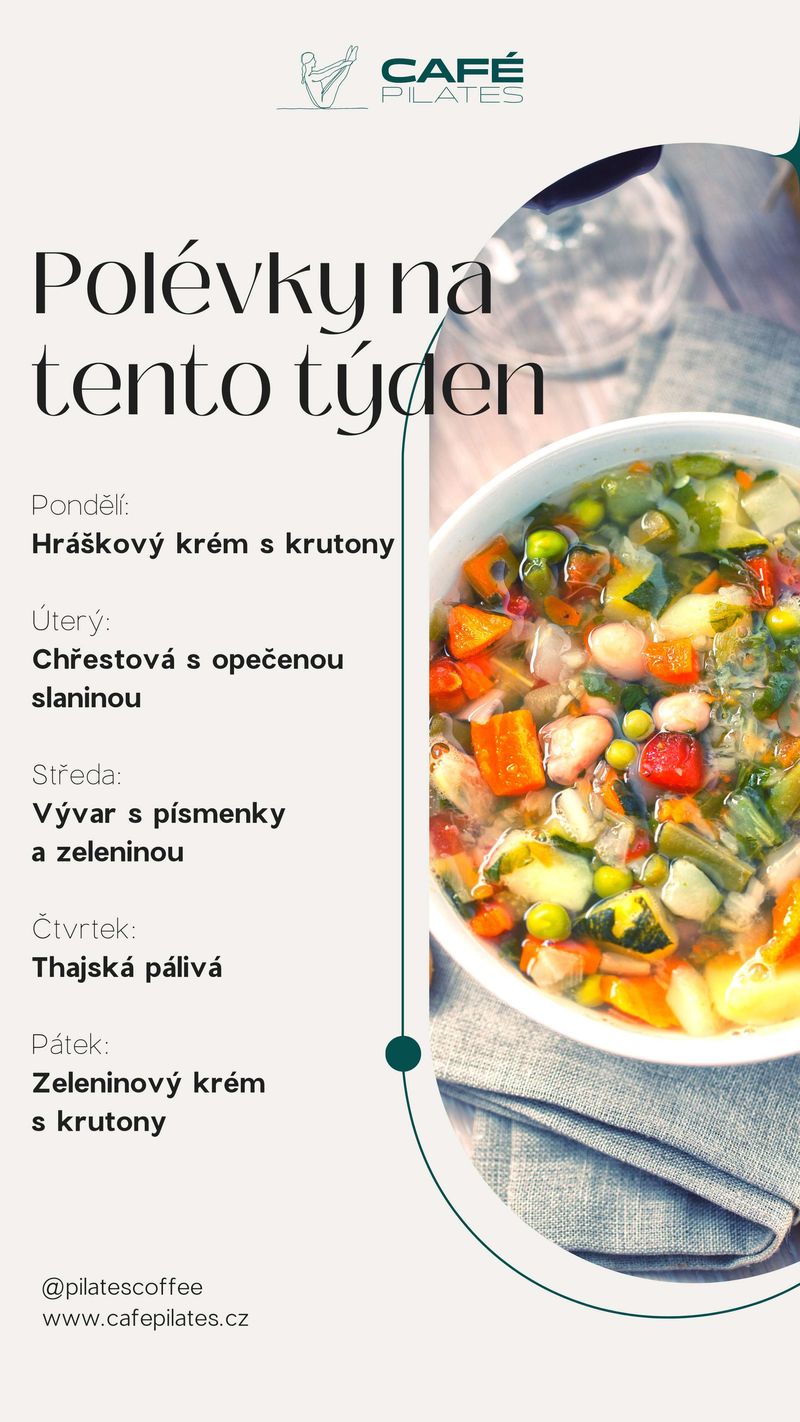 CAFÉ
PILATES
Polévky na
tento týden
Pondělí:
Hráškový krém s krutony
Úterý:
Chřestová s opečenou
slaninou
Středa:
Vývar s písmenky
a zeleninou
Čtvrtek:
Thajská pálivá
Pátek:
Zeleninový krém
s krutony
@pilatescoffee
www.cafepilates.cz